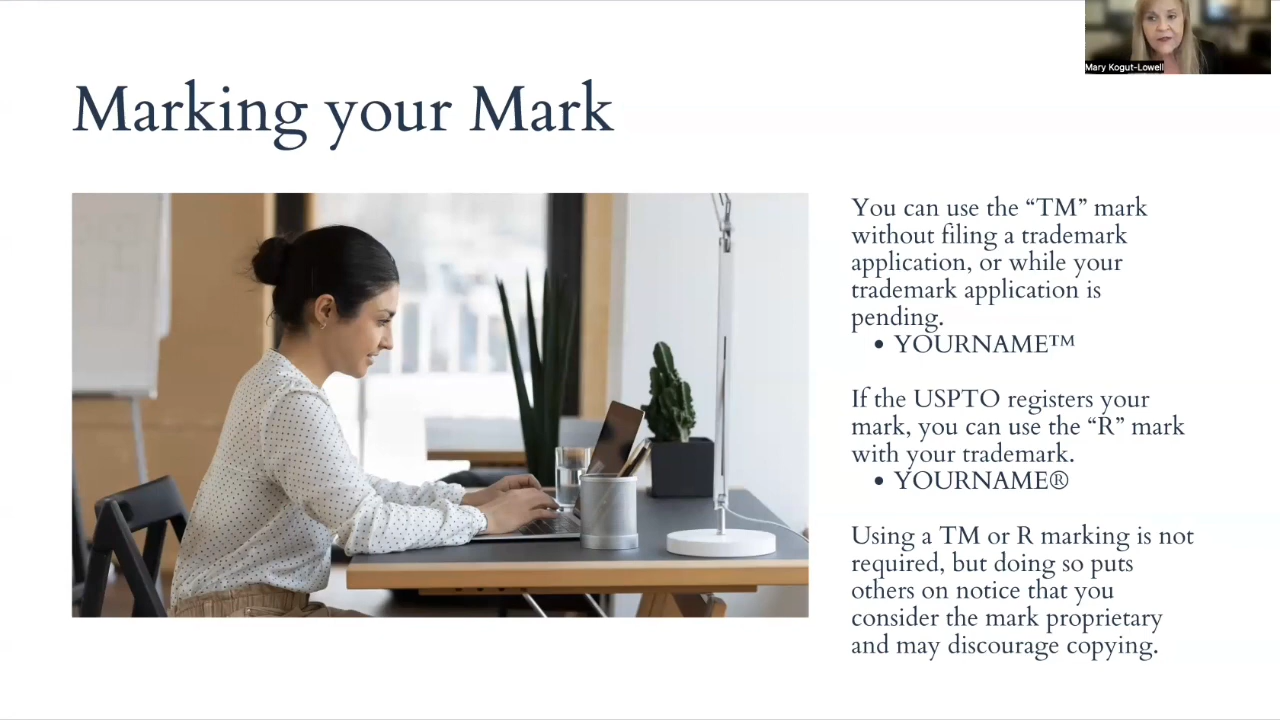 Mary Kogut-Lowell
Marking your Mark
You can use the “TM” mark
without filing a trademark
application, or while your
trademark application is
pending.
• YOURNAME™
If the USPTO registers your
mark, you can use the “R” mark
with your trademark.
• YOURNAME®
Using a TM or R marking is not
required, but doing so puts
others on notice that you
consider the mark proprietary
and may discourage copying.